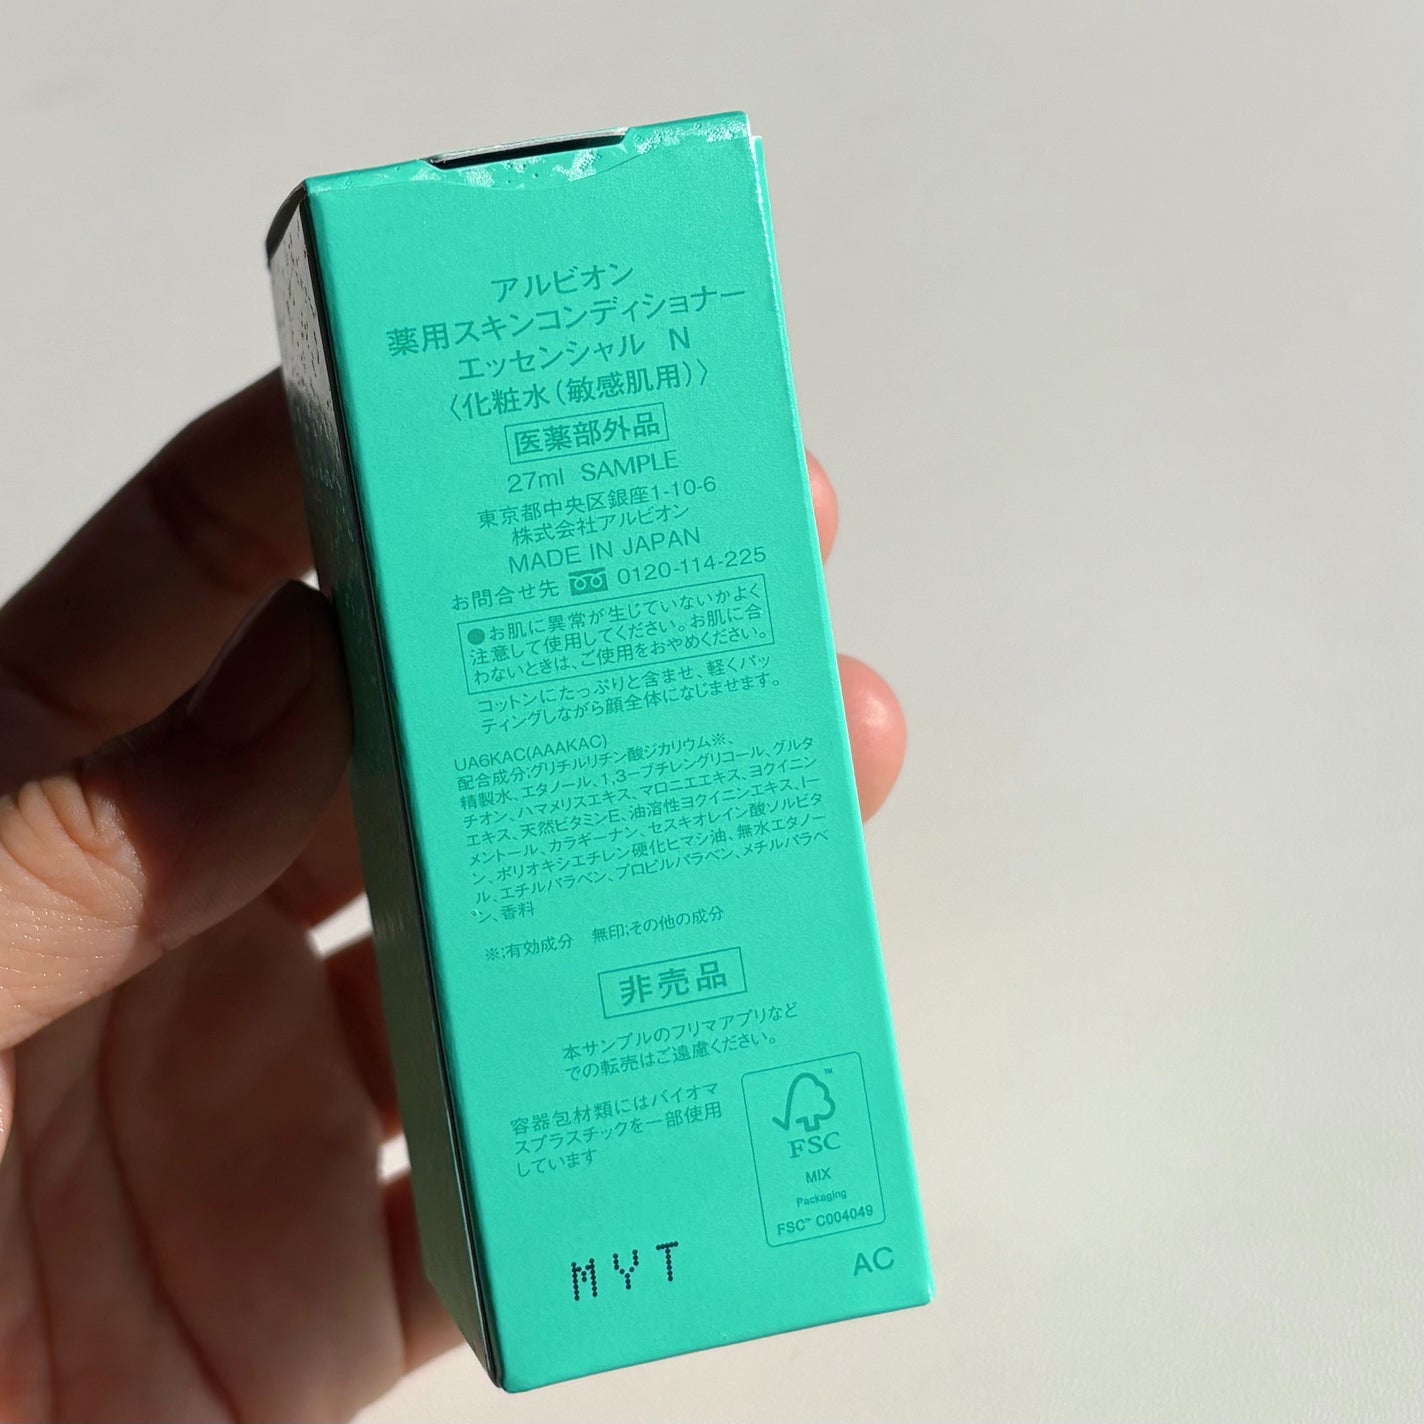 アルビオン
薬用スキンコンディショナー
エッセンシャル N
〈化粧水(敏感肌用)〉
医薬部外品
27ml SAMPLE
東京都中央区銀座1-10-6
株式会社アルビオン
MADE IN JAPAN
お問合せ先 0120-114-225
●お肌に異常が生じていないかよく
注意して使用してください。お肌に合
わないときは、ご使用をおやめください。
コットンにたっぷりと含ませ、軽くパッ
ティングしながら顔全体になじませます。
UA6KAC(AAAKAC)
配合成分;グリチルリチン酸ジカリウム※、
精製水、エタノール、1,3-ブチレングリコール、グルタ
チオン、ハマメリスエキス、マロニエエキス、ヨクイニン
エキス、天然ビタミンE、油溶性ヨクイニンエキス、l-
メントール、カラギーナン、セスキオレイン酸ソルビタ
ン、ポリオキシエチレン硬化ヒマシ油、無水エタノー
ル、エチルパラベン、プロピルパラベン、メチルパラベ
ン、香料
※;有効成分 無印;その他の成分
非売品
本サンプルのフリマアプリなど
での転売はご遠慮ください。
容器包材類にはバイオマ
スプラスチックを一部使用
しています
™
FSC
MIX
Packaging
FSC™ C004049
MYT
AC